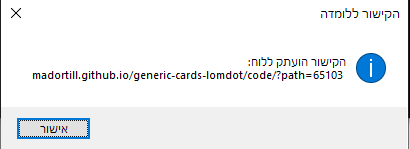 הקישור ללומדה
הקישור הועתק ללוח:
madortill.github.io/generic-cards-lomdot/code/?path=65103
אישור